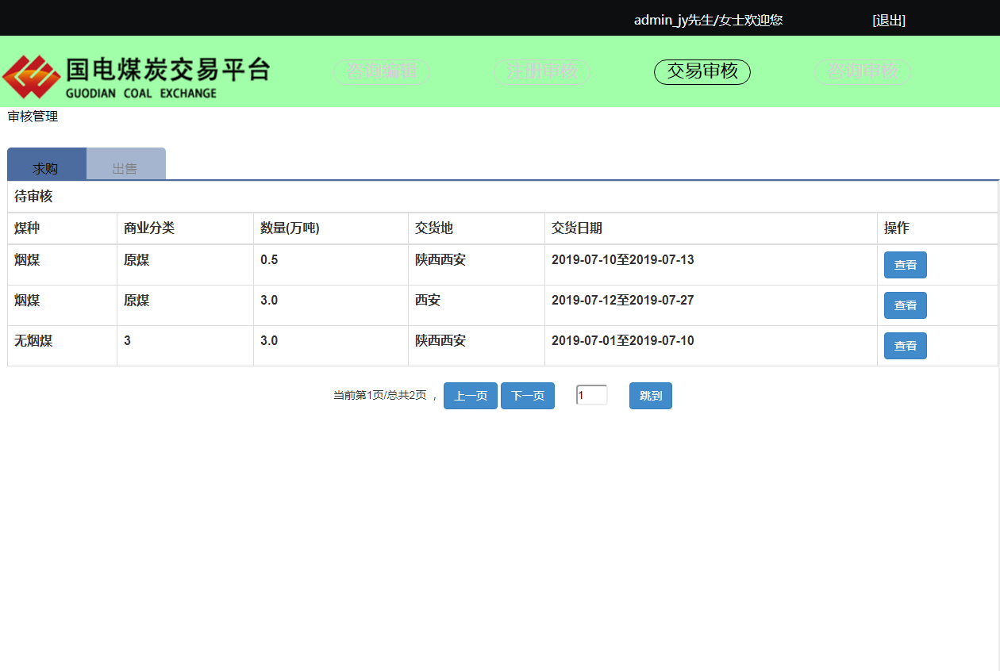 admin_jy先生/女士欢迎您 [退出]
国电煤炭交易平台
GUODIAN COAL EXCHANGE
咨询编辑 注册审核 交易审核 咨询审核
审核管理
求购 出售
待审核
煤种 商业分类 数量(万吨) 交货地 交货日期 操作
烟煤 原煤 0.5 陕西西安 2019-07-10至2019-07-13 查看
烟煤 原煤 3.0 西安 2019-07-12至2019-07-27 查看
无烟煤 3 3.0 陕西西安 2019-07-01至2019-07-10 查看
当前第1页/总共2页 , 上一页 下一页 1 跳到